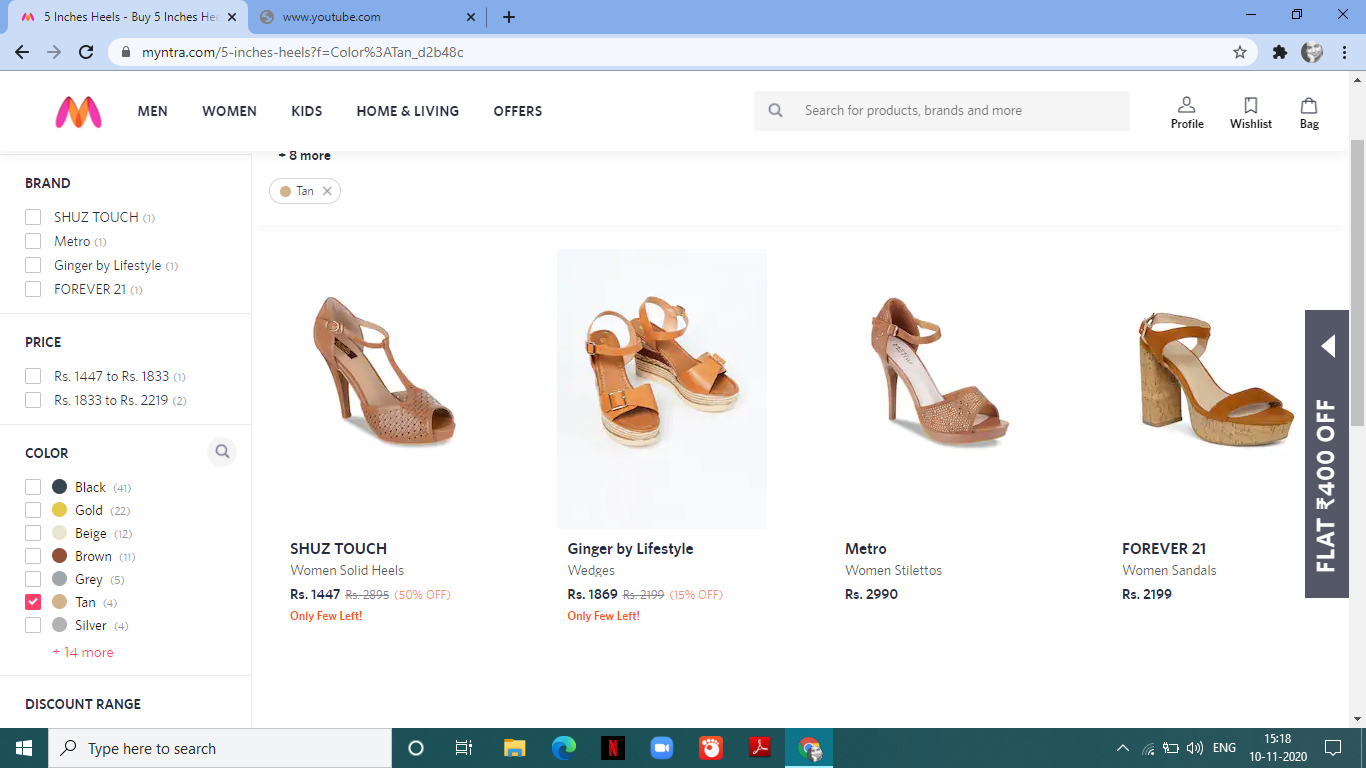 5 Inches Heels - Buy 5 Inches He
www.youtube.com
myntra.com/5-inches-heels?f=Color%3ATan_d2b48c
MEN WOMEN KIDS HOME & LIVING OFFERS
Search for products, brands and more
Profile Wishlist Bag
+ 8 more
Tan
BRAND
SHUZ TOUCH (1)
Metro (1)
Ginger by Lifestyle (1)
FOREVER 21 (1)
PRICE
Rs. 1447 to Rs. 1833 (1)
Rs. 1833 to Rs. 2219 (2)
COLOR
Black (41)
Gold (22)
Beige (12)
Brown (11)
Grey (5)
Tan (4)
Silver (4)
+ 14 more
DISCOUNT RANGE
SHUZ TOUCH
Women Solid Heels
Rs. 1447 Rs. 2895 (50% OFF)
Only Few Left!
Ginger by Lifestyle
Wedges
Rs. 1869 Rs. 2199 (15% OFF)
Only Few Left!
METRO
Metro
Women Stilettos
Rs. 2990
FOREVER 21
Women Sandals
Rs. 2199
FLAT ₹400 OFF
Type here to search
ENG
15:18
10-11-2020